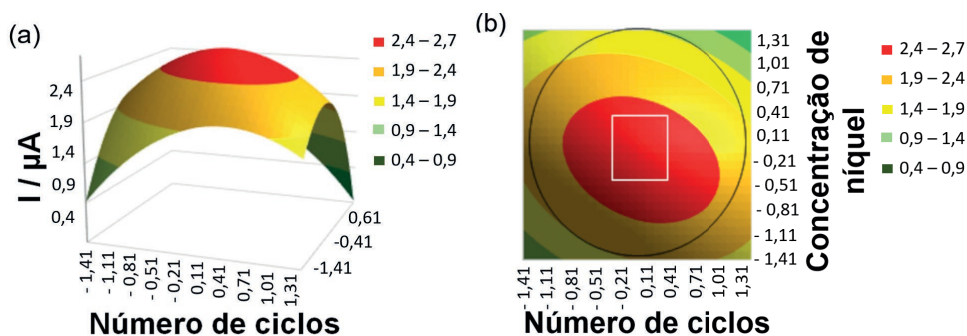 (a)
I / µA
2,4
1,9
1,4
0,9
0,4
- 1,41
- 1,11
- 0,81
- 0,51
- 0,21
0,11
0,41
0,71
1,01
1,31
Número de ciclos
0,61
-0,41
-1,41
2,4 – 2,7
1,9 – 2,4
1,4 – 1,9
0,9 – 1,4
0,4 – 0,9
(b)
1,31
1,01
0,71
0,41
0,11
- 0,21
- 0,51
- 0,81
- 1,11
- 1,41
Concentração de
níquel
- 1,41
- 1,11
- 0,81
- 0,51
- 0,21
0,11
0,41
0,71
1,01
1,31
Número de ciclos
2,4 – 2,7
1,9 – 2,4
1,4 – 1,9
0,9 – 1,4
0,4 – 0,9